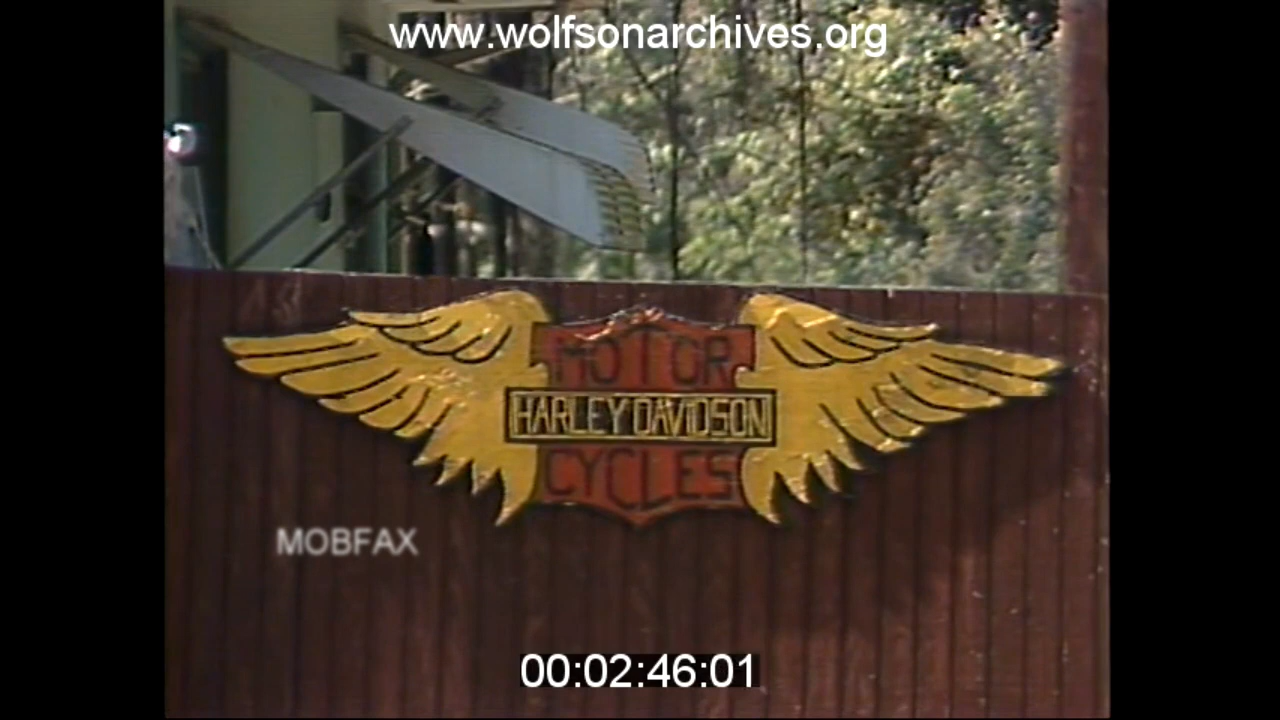 www.wolfsonarchives.org
MOTOR
HARLEY DAVIDSON
CYCLES
MOBFAX
00:02:46:01